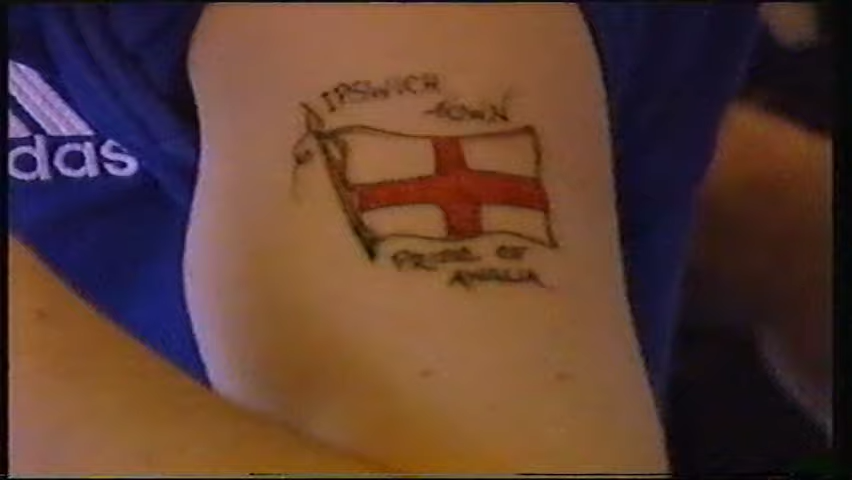 das
IPSWICH
TOWN
PRIDE OF
ANGLIA